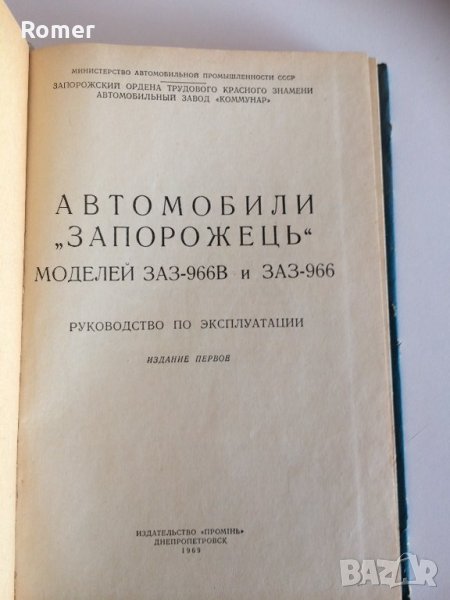 Romer
МИНИСТЕРСТВО АВТОМОБИЛЬНОЙ ПРОМЫШЛЕННОСТИ СССР
ЗАПОРОЖСКИЙ ОРДЕНА ТРУДОВОГО КРАСНОГО ЗНАМЕНИ
АВТОМОБИЛЬНЫЙ ЗАВОД «КОММУНАР»
АВТОМОБИЛИ
„ЗАПОРОЖЕЦЬ“
МОДЕЛЕЙ ЗАЗ-966В и ЗАЗ-966
РУКОВОДСТВО ПО ЭКСПЛУАТАЦИИ
ИЗДАНИЕ ПЕРВОЕ
ИЗДАТЕЛЬСТВО «ПРОМІНЬ»
ДНЕПРОПЕТРОВСК
1969
BAZAR